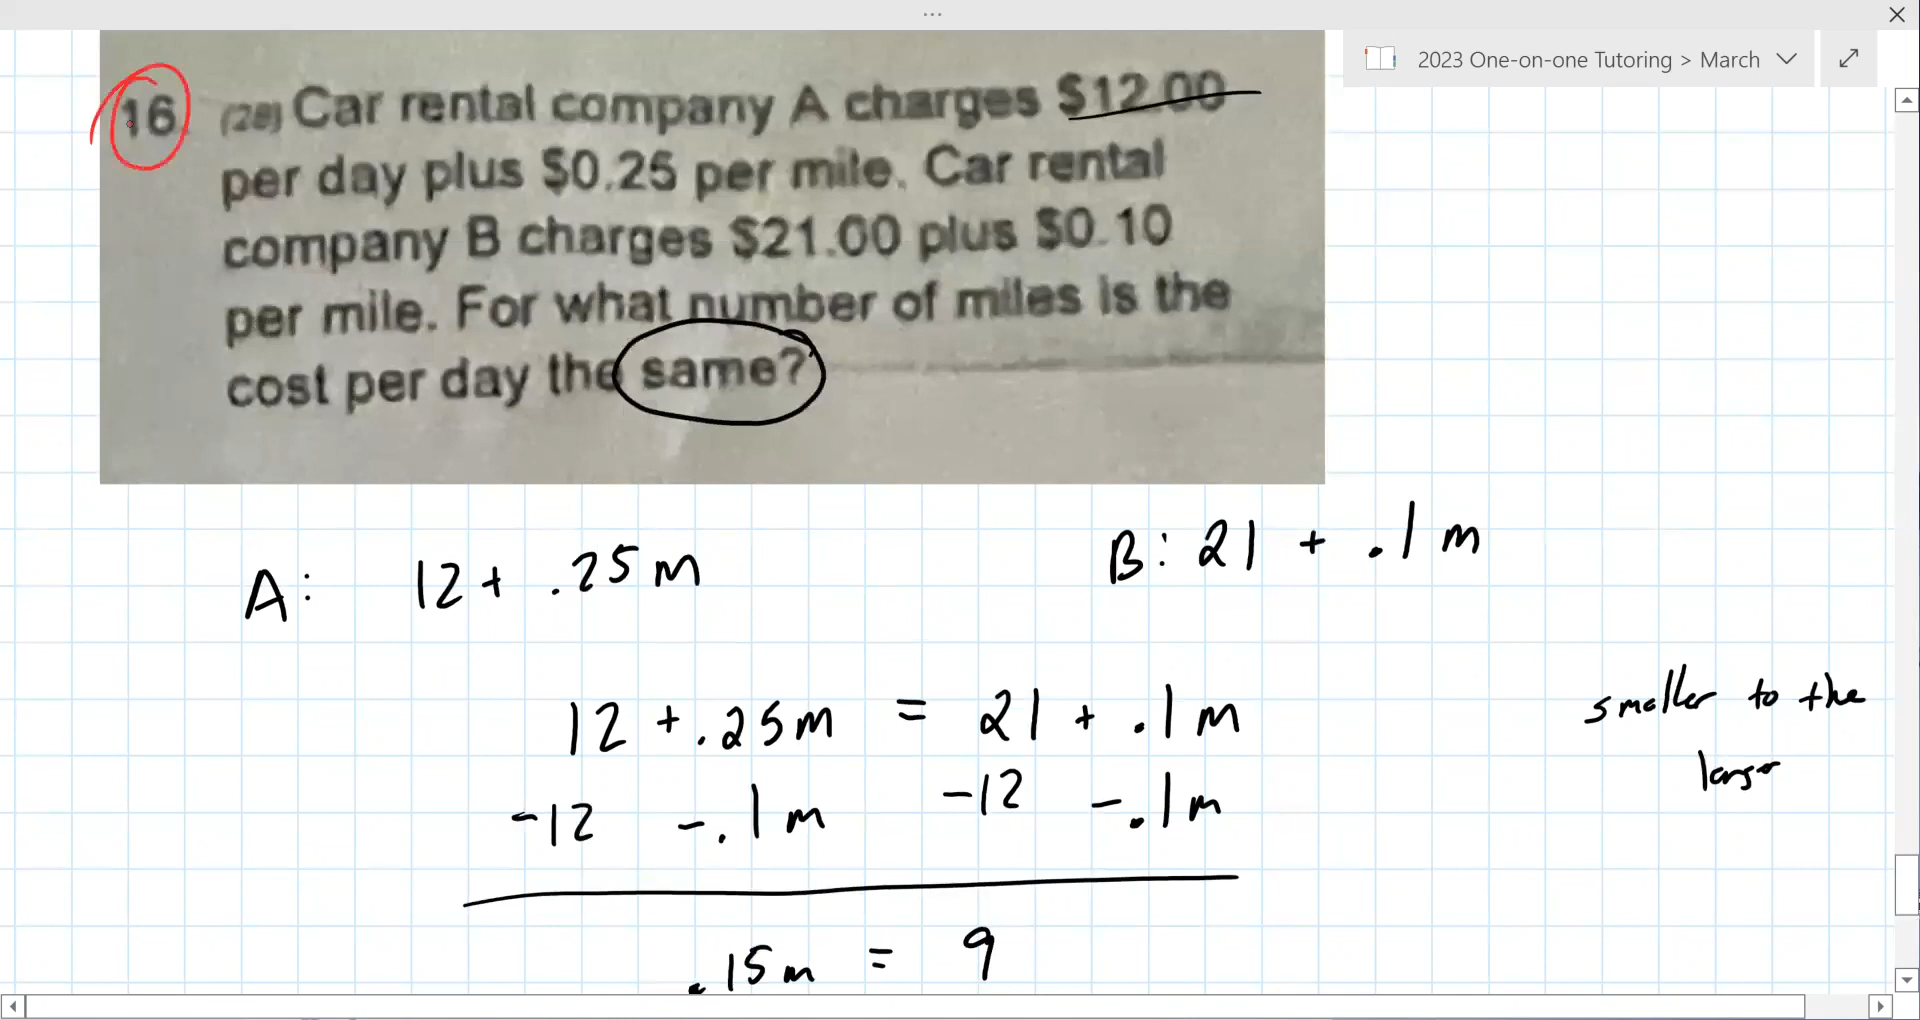 ...
2023 One-on-one Tutoring > March
16 (28) Car rental company A charges $12.00
per day plus $0.25 per mile. Car rental
company B charges $21.00 plus $0.10
per mile. For what number of miles is the
cost per day the same?
A: 12 + .25m
B: 21 + .1m
12 + .25m = 21 + .1m
-12 -.1m -12 -.1m
.15m = 9
smaller to the